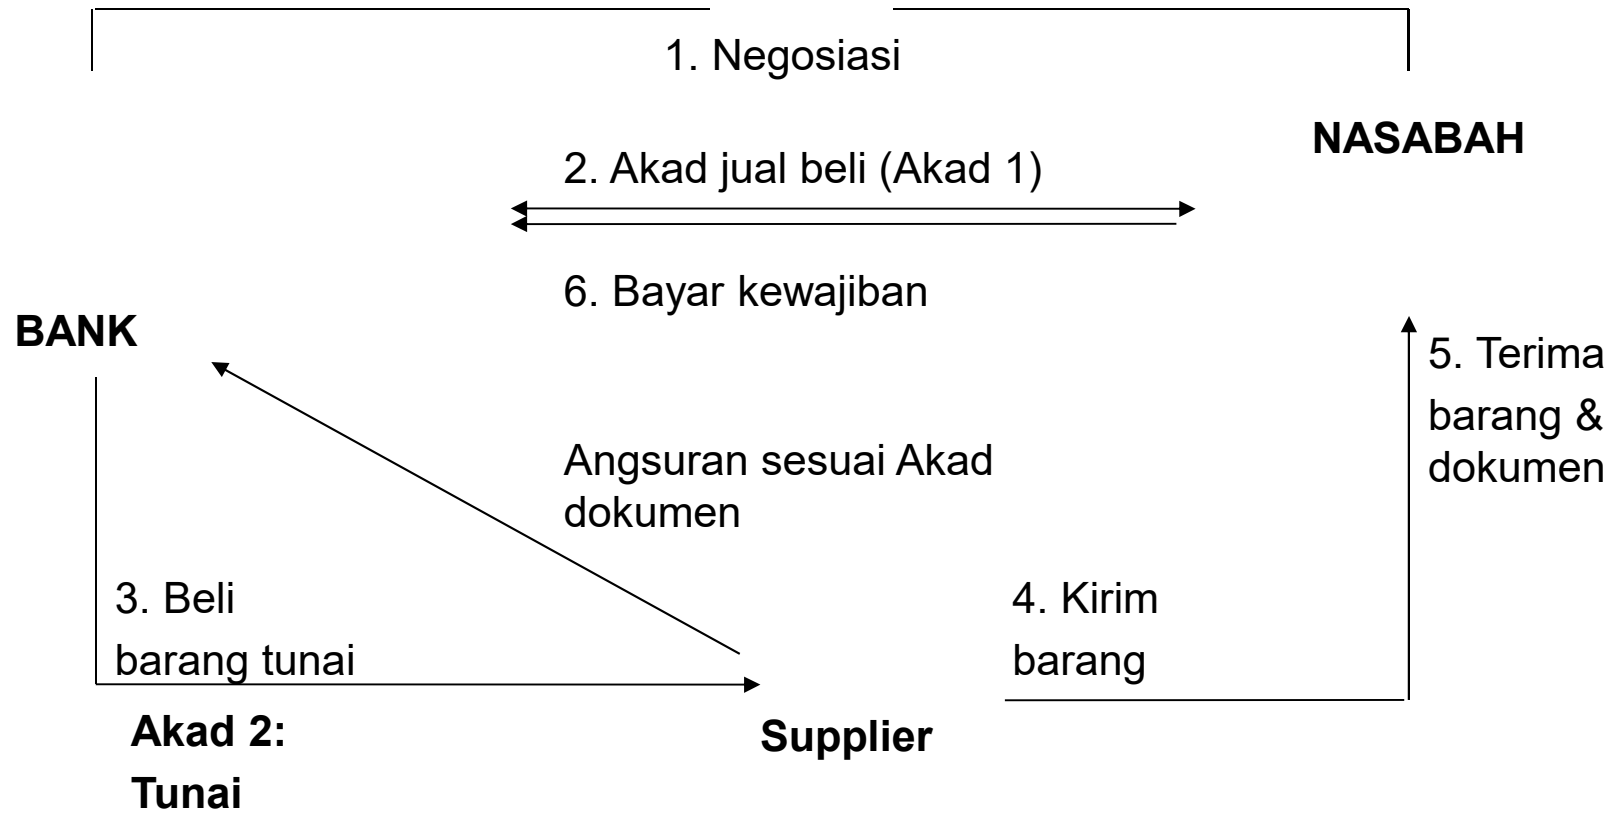 1. Negosiasi
NASABAH
2. Akad jual beli (Akad 1)
6. Bayar kewajiban
BANK
5. Terima
barang &
dokumen
Angsuran sesuai Akad
dokumen
3. Beli
barang tunai
4. Kirim
barang
Akad 2:
Tunai
Supplier